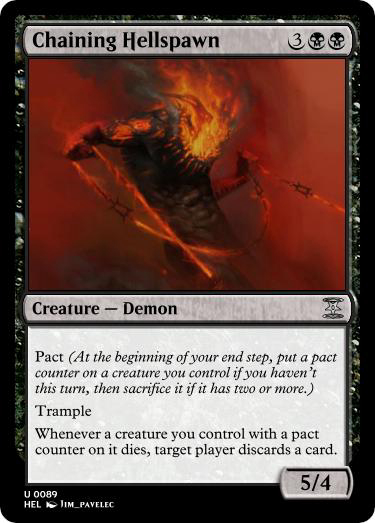 Chaining Hellspawn 3
Creature — Demon
Pact (At the beginning of your end step, put a pact
counter on a creature you control if you haven't
this turn, then sacrifice it if it has two or more.)
Trample
Whenever a creature you control with a pact
counter on it dies, target player discards a card.
5/4
U 0089
HEL JIM_PAVELEC